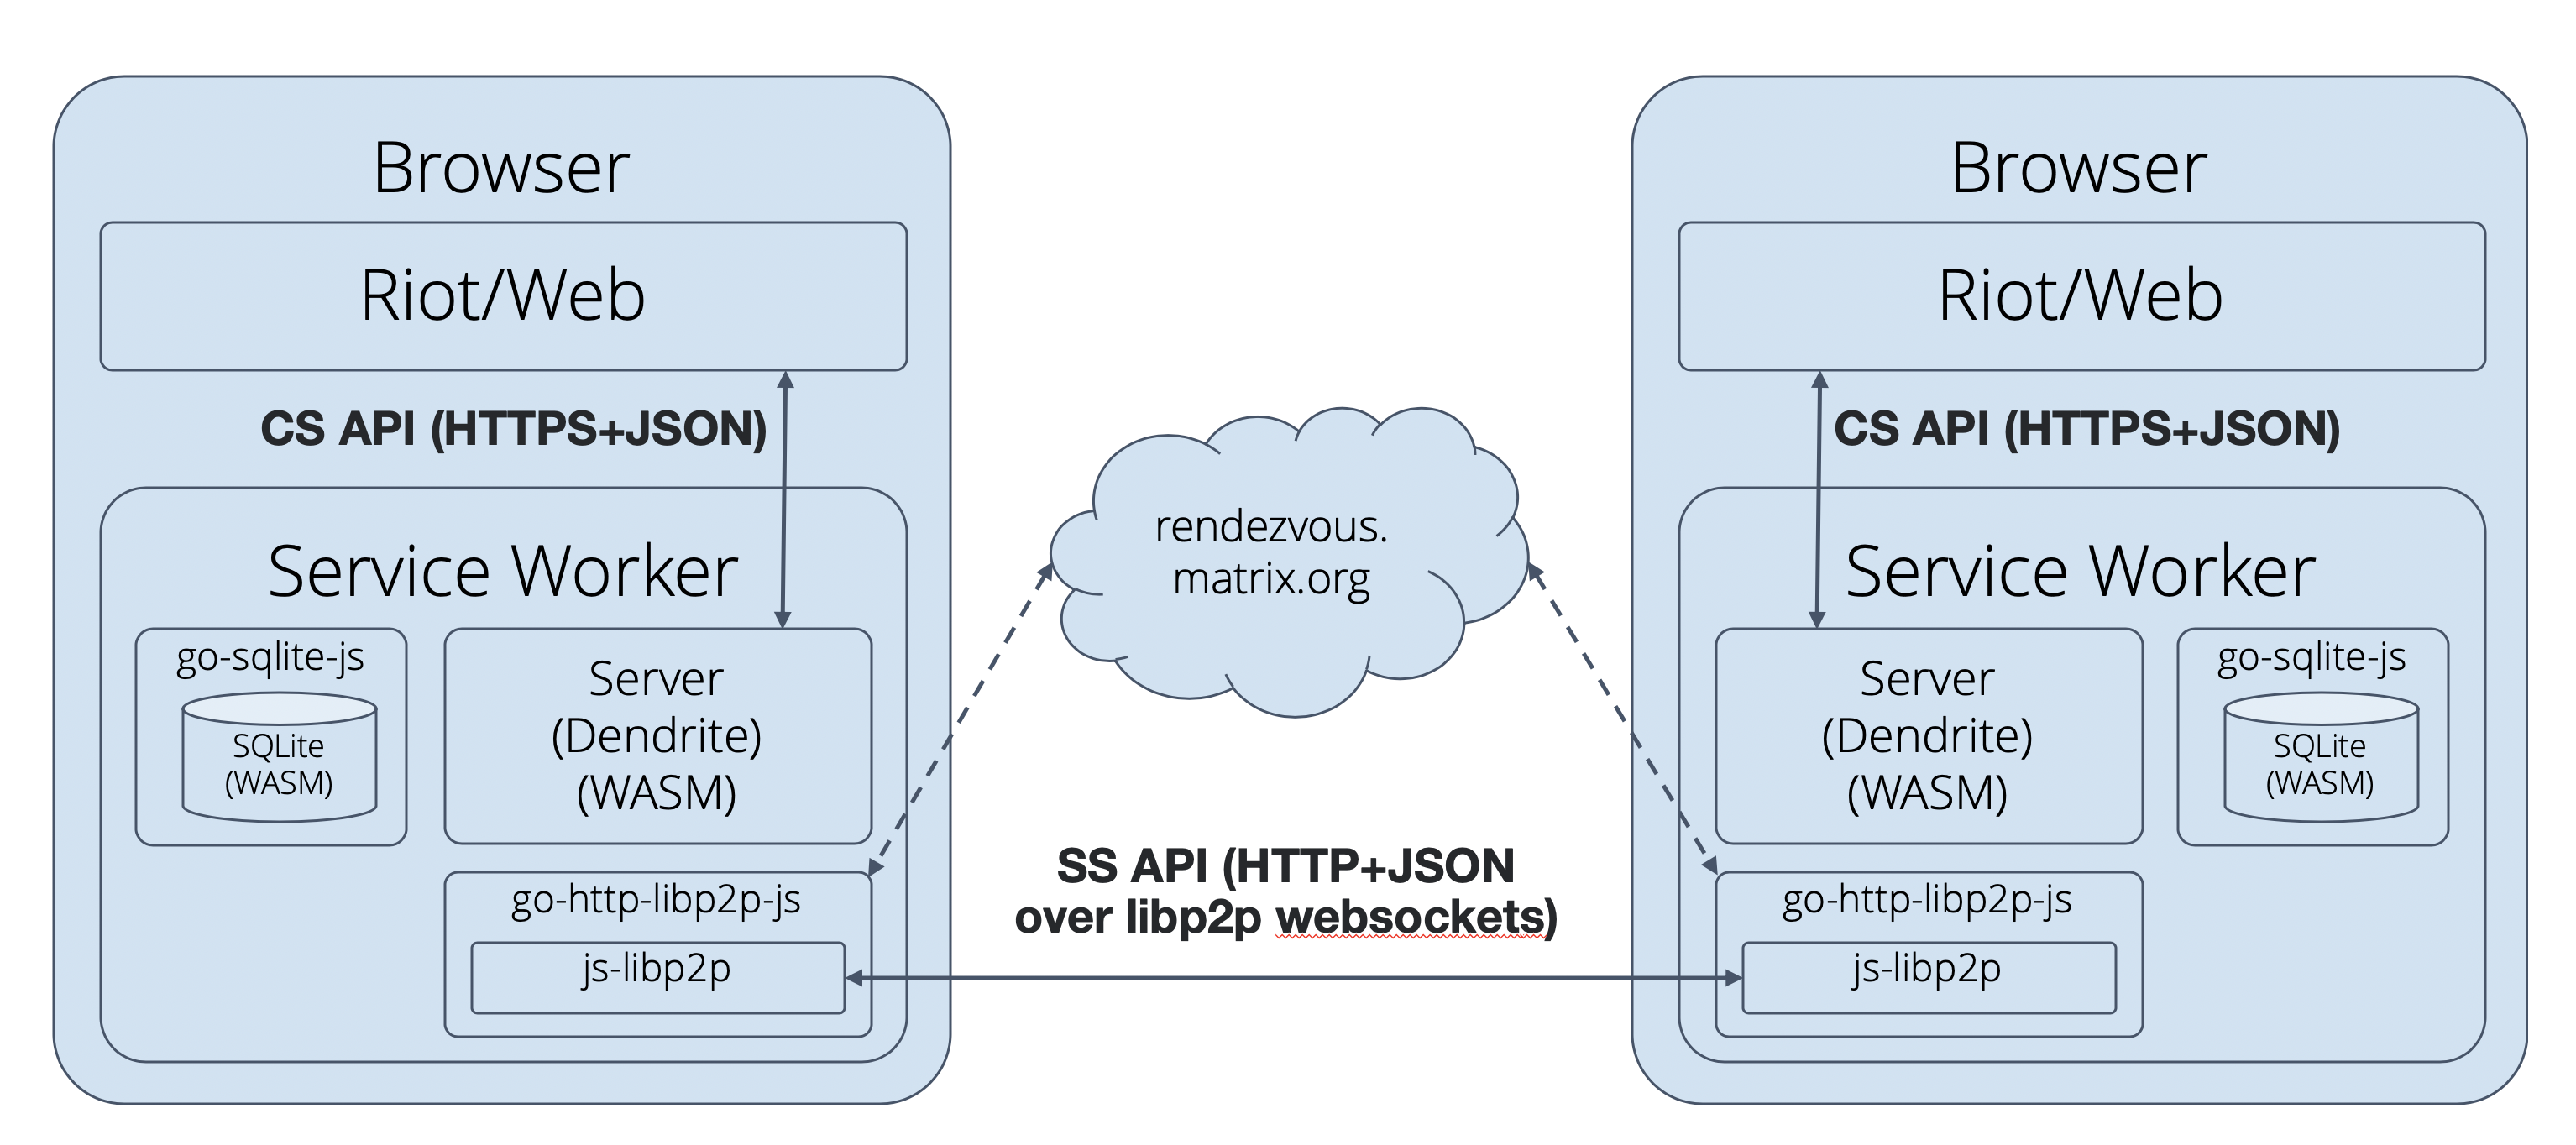 Browser
Riot/Web
CS API (HTTPS+JSON)
Service Worker
go-sqlite-js
SQLite
(WASM)
Server
(Dendrite)
(WASM)
go-http-libp2p-js
js-libp2p
rendezvous.
matrix.org
SS API (HTTP+JSON
over libp2p websockets)
Browser
Riot/Web
CS API (HTTPS+JSON)
Service Worker
Server
(Dendrite)
(WASM)
go-sqlite-js
SQLite
(WASM)
go-http-libp2p-js
js-libp2p